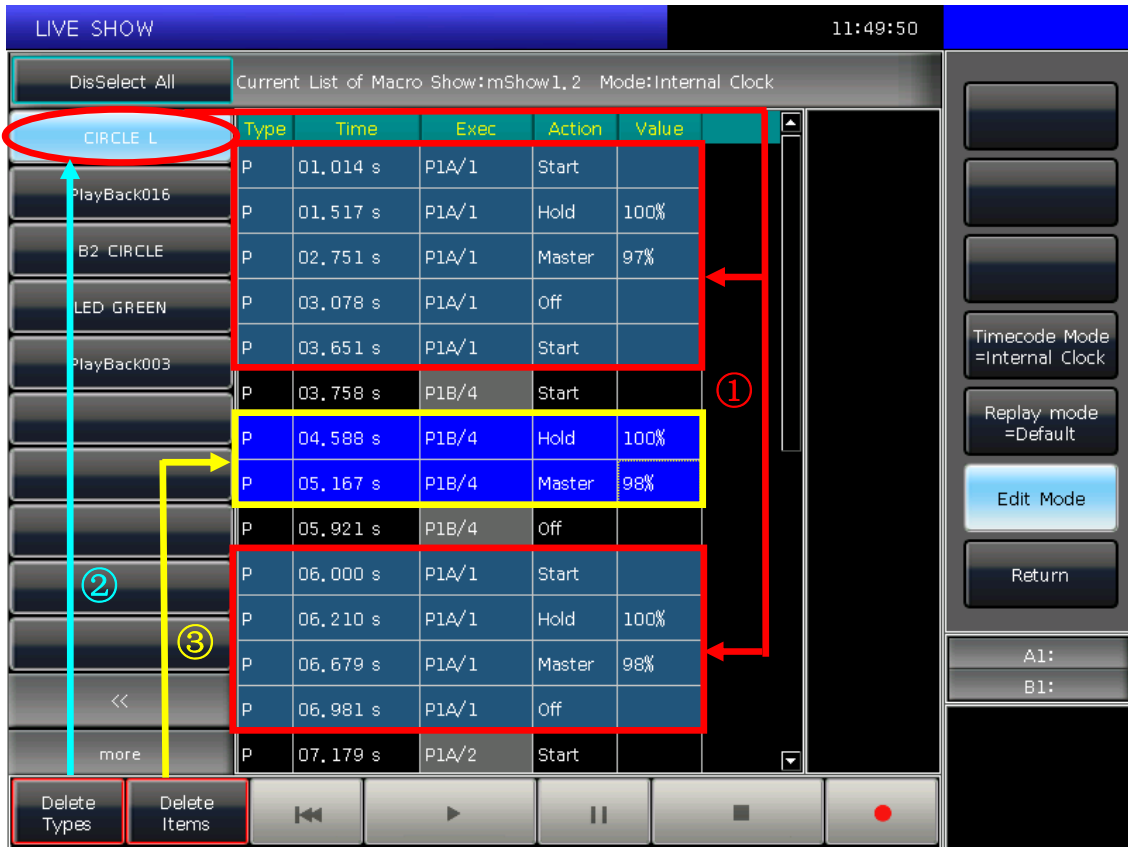 LIVE SHOW 11:49:50
DisSelect All Current List of Macro Show:mShow1.2 Mode:Internal Clock
CIRCLE L
PlayBack016
B2 CIRCLE
LED GREEN
PlayBack003
<<
more
Type Time Exec Action Value
P 01.014 s P1A/1 Start
P 01.517 s P1A/1 Hold 100%
P 02.751 s P1A/1 Master 97%
P 03.078 s P1A/1 Off
P 03.651 s P1A/1 Start
P 03.758 s P1B/4 Start
P 04.588 s P1B/4 Hold 100%
P 05.167 s P1B/4 Master 98%
P 05.921 s P1B/4 Off
P 06.000 s P1A/1 Start
P 06.210 s P1A/1 Hold 100%
P 06.679 s P1A/1 Master 98%
P 06.981 s P1A/1 Off
P 07.179 s P1A/2 Start
①
②
③
Timecode Mode
=Internal Clock
Replay mode
=Default
Edit Mode
Return
A1:
B1:
Delete
Types
Delete
Items